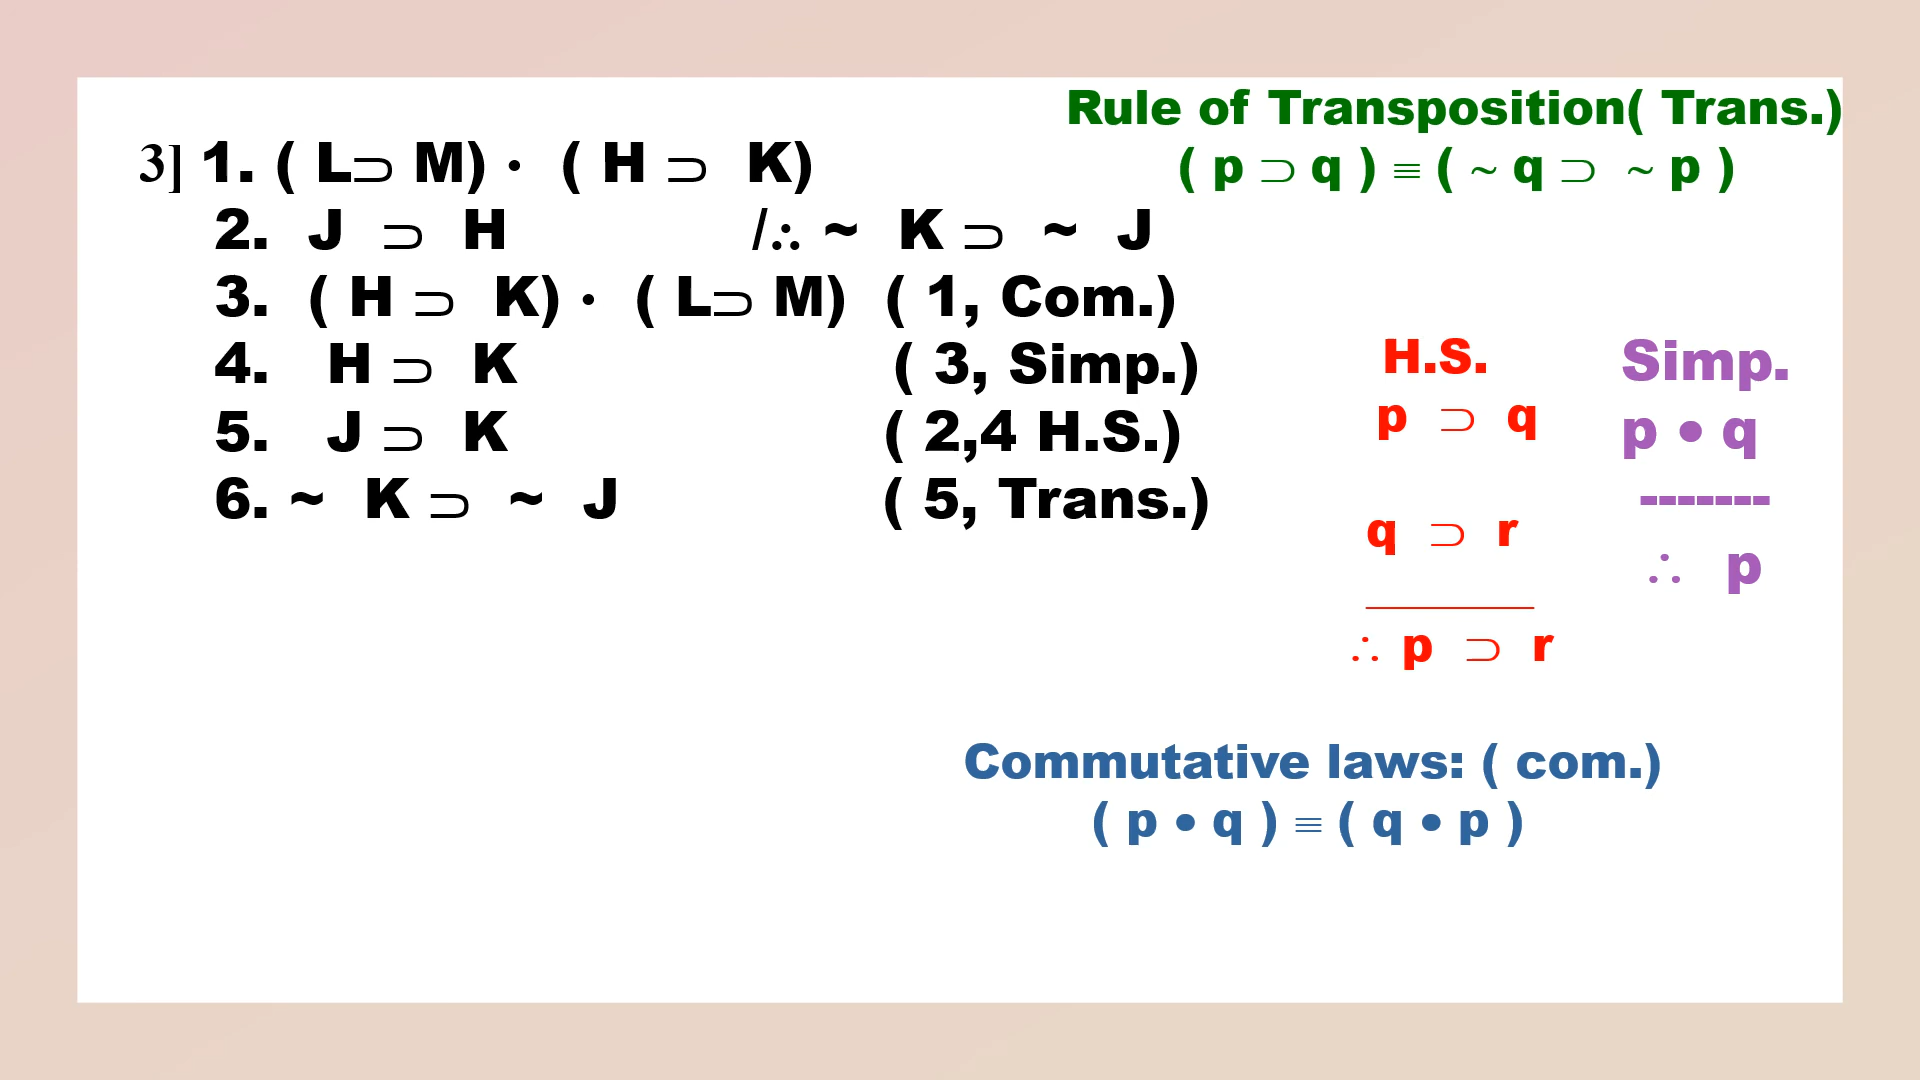 Rule of Transposition( Trans.)
( p ⊃ q ) ≡ ( ~ q ⊃ ~ p )
3] 1. ( L⊃ M) · ( H ⊃ K)
2. J ⊃ H /∴ ~ K ⊃ ~ J
3. ( H ⊃ K) · ( L⊃ M) ( 1, Com.)
4. H ⊃ K ( 3, Simp.)
5. J ⊃ K ( 2,4 H.S.)
6. ~ K ⊃ ~ J ( 5, Trans.)
H.S.
p ⊃ q
q ⊃ r
∴ p ⊃ r
Simp.
p • q
-------
∴ p
Commutative laws: ( com.)
( p • q ) ≡ ( q • p )